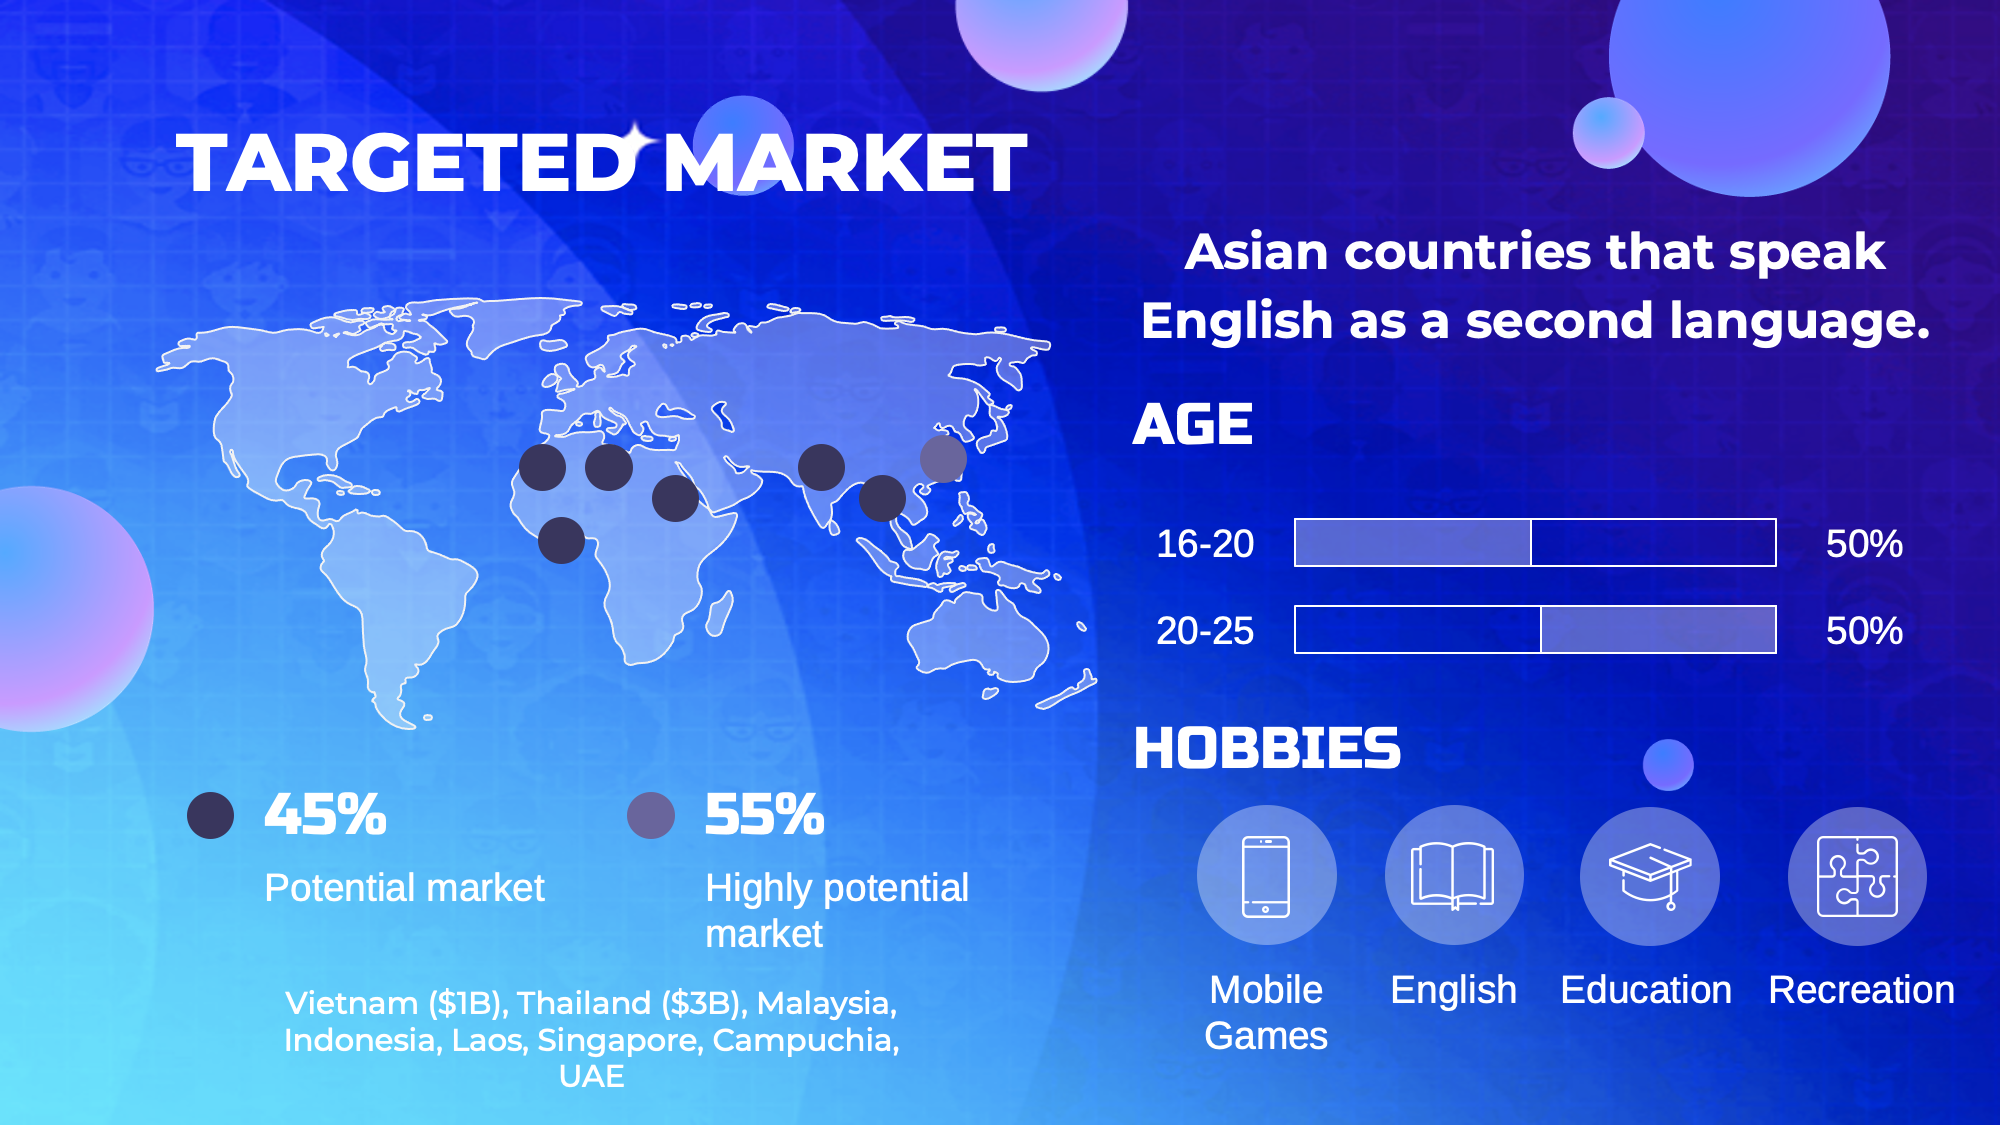 TARGETED MARKET
Asian countries that speak
English as a second language.
AGE
16-20
50%
20-25
50%
HOBBIES
Mobile
Games
English
Education
Recreation
45%
Potential market
55%
Highly potential
market
Vietnam ($1B), Thailand ($3B), Malaysia,
Indonesia, Laos, Singapore, Campuchia,
UAE